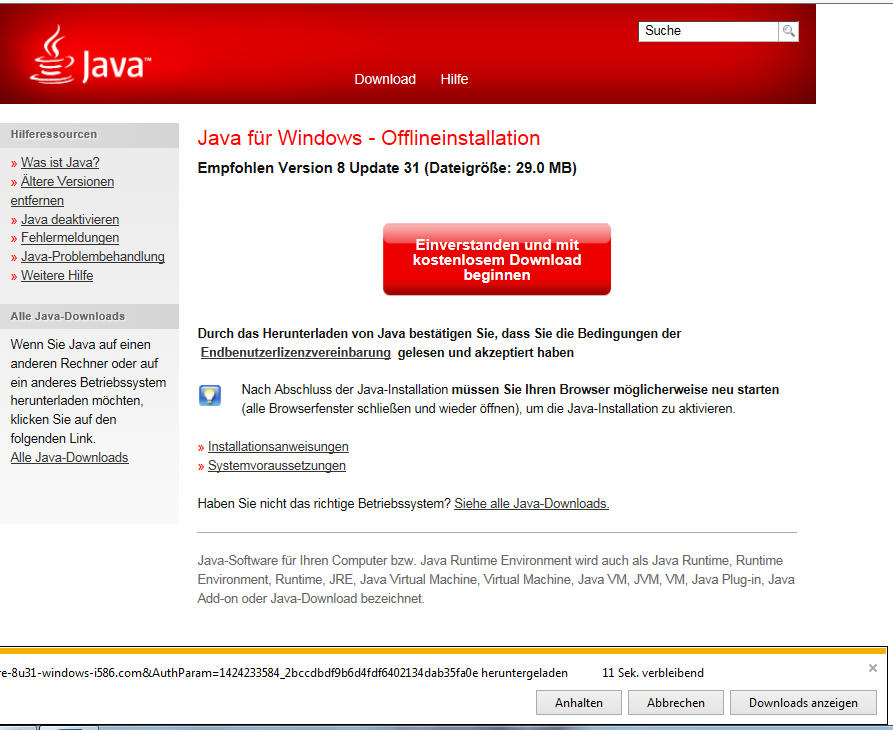 Java™
Suche
Download
Hilfe
Hilferessourcen
» Was ist Java?
» Ältere Versionen
entfernen
» Java deaktivieren
» Fehlermeldungen
» Java-Problembehandlung
» Weitere Hilfe
Alle Java-Downloads
Wenn Sie Java auf einen
anderen Rechner oder auf
ein anderes Betriebssystem
herunterladen möchten,
klicken Sie auf den
folgenden Link.
Alle Java-Downloads
Java für Windows - Offlineinstallation
Empfohlen Version 8 Update 31 (Dateigröße: 29.0 MB)
Einverstanden und mit
kostenlosem Download
beginnen
Durch das Herunterladen von Java bestätigen Sie, dass Sie die Bedingungen der
Endbenutzerlizenzvereinbarung gelesen und akzeptiert haben
Nach Abschluss der Java-Installation müssen Sie Ihren Browser möglicherweise neu starten
(alle Browserfenster schließen und wieder öffnen), um die Java-Installation zu aktivieren.
» Installationsanweisungen
» Systemvoraussetzungen
Haben Sie nicht das richtige Betriebssystem? Siehe alle Java-Downloads.
Java-Software für Ihren Computer bzw. Java Runtime Environment wird auch als Java Runtime, Runtime
Environment, Runtime, JRE, Java Virtual Machine, Virtual Machine, Java VM, JVM, VM, Java Plug-in, Java
Add-on oder Java-Download bezeichnet.
re-8u31-windows-i586.com&AuthParam=1424233584_2bccdbdf9b6d4fdf6402134dab35fa0e heruntergeladen
11 Sek. verbleibend
Anhalten
Abbrechen
Downloads anzeigen